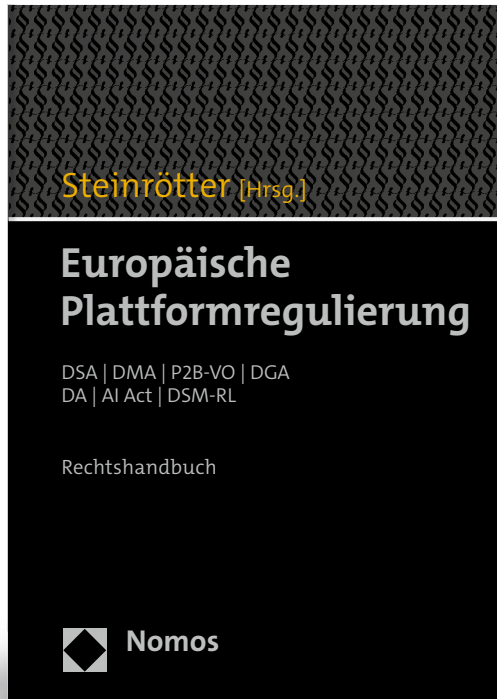 Steinrötter [Hrsg.]
Europäische
Plattformregulierung
DSA | DMA | P2B-VO | DGA
DA | AI Act | DSM-RL
Rechtshandbuch
Nomos